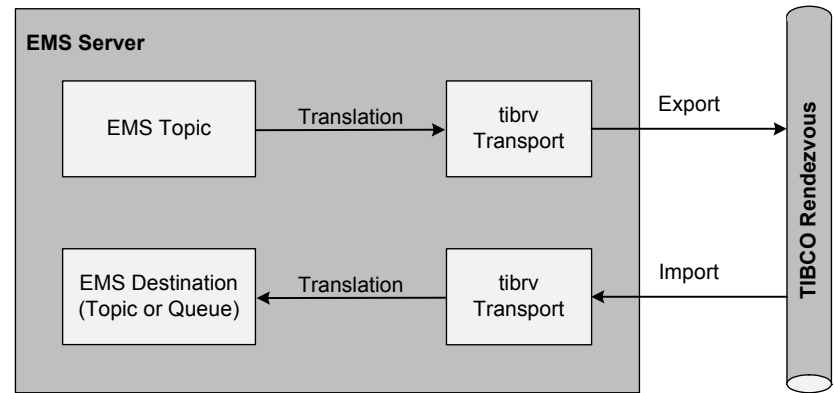 EMS Server
EMS Topic
Translation
tibrv
Transport
Export
EMS Destination
(Topic or Queue)
Translation
tibrv
Transport
Import
TIBCO Rendezvous